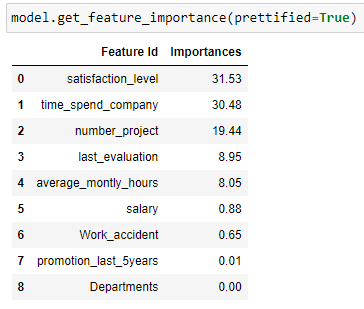 model.get_feature_importance(prettified=True)
Feature Id Importances
0 satisfaction_level 31.53
1 time_spend_company 30.48
2 number_project 19.44
3 last_evaluation 8.95
4 average_montly_hours 8.05
5 salary 0.88
6 Work_accident 0.65
7 promotion_last_5years 0.01
8 Departments 0.00